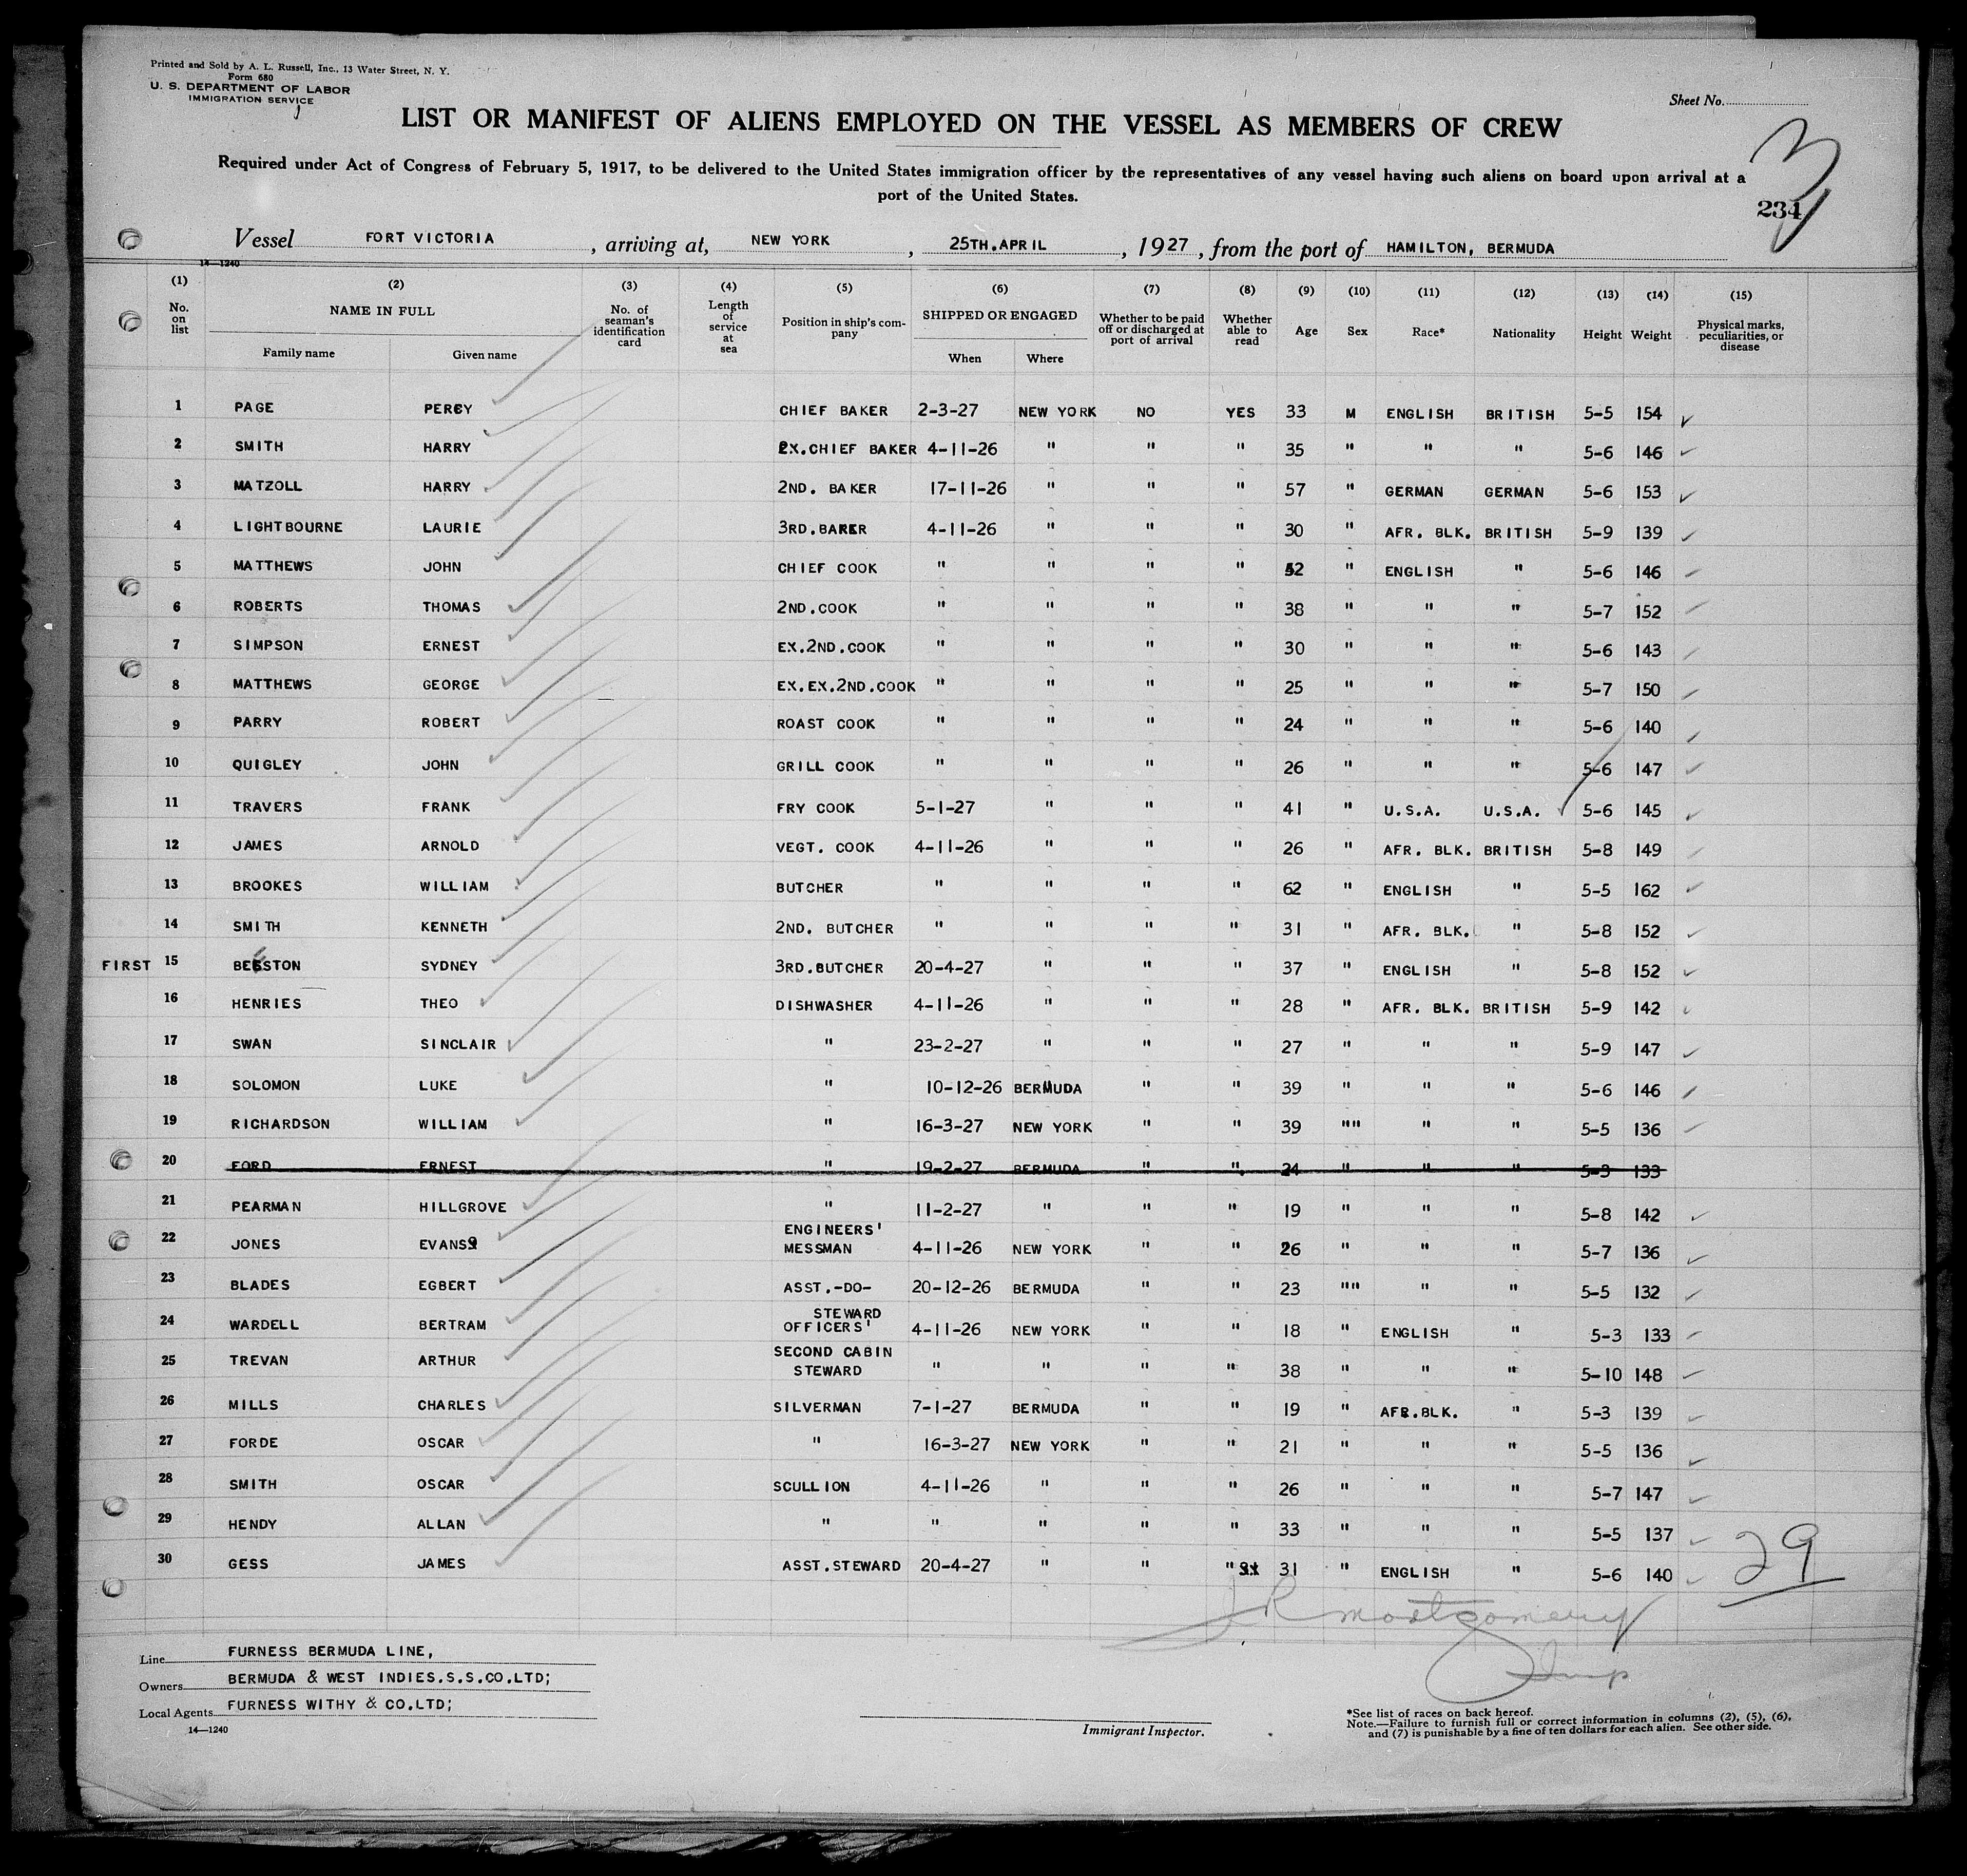 Printed and Sold by A. L. Russell, Inc., 13 Water Street, N. Y.
Form 680
U. S. DEPARTMENT OF LABOR
IMMIGRATION SERVICE
Sheet No.
LIST OR MANIFEST OF ALIENS EMPLOYED ON THE VESSEL AS MEMBERS OF CREW
Required under Act of Congress of February 5, 1917, to be delivered to the United States immigration officer by the representatives of any vessel having such aliens on board upon arrival at a
port of the United States.
3
234
Vessel FORT VICTORIA, arriving at, NEW YORK, 25TH.APRIL, 1927, from the port of HAMILTON, BERMUDA
14—1240
(1) (2) (3) (4) (5) (6) (7) (8) (9) (10) (11) (12) (13) (14) (15)
No. on list NAME IN FULL Family name Given name No. of seaman's identification card Length of service at sea Position in ship's company SHIPPED OR ENGAGED When Where Whether to be paid off or discharged at port of arrival Whether able to read Age Sex Race* Nationality Height Weight Physical marks, peculiarities, or disease
1 PAGE PERCY CHIEF BAKER 2-3-27 NEW YORK NO YES 33 M ENGLISH BRITISH 5-5 154
2 SMITH HARRY EX.CHIEF BAKER 4-11-26 " " " 35 " " " 5-6 146
3 MATZOLL HARRY 2ND. BAKER 17-11-26 " " " 57 " GERMAN GERMAN 5-6 153
4 LIGHTBOURNE LAURIE 3RD.BAKER 4-11-26 " " " 30 " AFR. BLK. BRITISH 5-9 139
5 MATTHEWS JOHN CHIEF COOK " " " " 52 " ENGLISH " 5-6 146
6 ROBERTS THOMAS 2ND.COOK " " " " 38 " " " 5-7 152
7 SIMPSON ERNEST EX.2ND.COOK " " " " 30 " " " 5-6 143
8 MATTHEWS GEORGE EX.EX.2ND.COOK " " " " 25 " " " 5-7 150
9 PARRY ROBERT ROAST COOK " " " " 24 " " " 5-6 140
10 QUIGLEY JOHN GRILL COOK " " " " 26 " " " 5-6 147
11 TRAVERS FRANK FRY COOK 5-1-27 " " " 41 " U.S.A. U.S.A. 5-6 145
12 JAMES ARNOLD VEGT. COOK 4-11-26 " " " 26 " AFR. BLK. BRITISH 5-8 149
13 BROOKES WILLIAM BUTCHER " " " " 62 " ENGLISH " 5-5 162
14 SMITH KENNETH 2ND. BUTCHER " " " " 31 " AFR. BLK. " 5-8 152
FIRST 15 BEESTON SYDNEY 3RD.BUTCHER 20-4-27 " " " 37 " ENGLISH " 5-8 152
16 HENRIES THEO DISHWASHER 4-11-26 " " " 28 " AFR. BLK. BRITISH 5-9 142
17 SWAN SINCLAIR " 23-2-27 " " " 27 " " " 5-9 147
18 SOLOMON LUKE " 10-12-26 BERMUDA " " 39 " " " 5-6 146
19 RICHARDSON WILLIAM " 16-3-27 NEW YORK " " 39 "" " " 5-5 136
20 FORD ERNEST " 19-2-27 BERMUDA " " 24 " " " 5-3 133
21 PEARMAN HILLGROVE " 11-2-27 " " " 19 " " " 5-8 142
22 JONES EVANS ENGINEERS' MESSMAN 4-11-26 NEW YORK " " 26 " " " 5-7 136
23 BLADES EGBERT ASST.-DO- 20-12-26 BERMUDA " " 23 "" " " 5-5 132
24 WARDELL BERTRAM STEWARD OFFICERS' 4-11-26 NEW YORK " " 18 " ENGLISH " 5-3 133
25 TREVAN ARTHUR SECOND CABIN STEWARD " " " " 38 " " " 5-10 148
26 MILLS CHARLES SILVERMAN 7-1-27 BERMUDA " " 19 " AFR.BLK. " 5-3 139
27 FORDE OSCAR " 16-3-27 NEW YORK " " 21 " " " 5-5 136
28 SMITH OSCAR SCULLION 4-11-26 " " " 26 " " " 5-7 147
29 HENDY ALLAN " " " " " 33 " " " 5-5 137
30 GESS JAMES ASST.STEWARD 20-4-27 " " " 31 " ENGLISH " 5-6 140
29
J R Montgomery
Line FURNESS BERMUDA LINE,
Owners BERMUDA & WEST INDIES.S.S.CO.LTD;
Local Agents FURNESS WITHY & CO.LTD;
14—1240
Immigrant Inspector.
*See list of races on back hereof.
Note.—Failure to furnish full or correct information in columns (2), (5), (6),
and (7) is punishable by a fine of ten dollars for each alien. See other side.